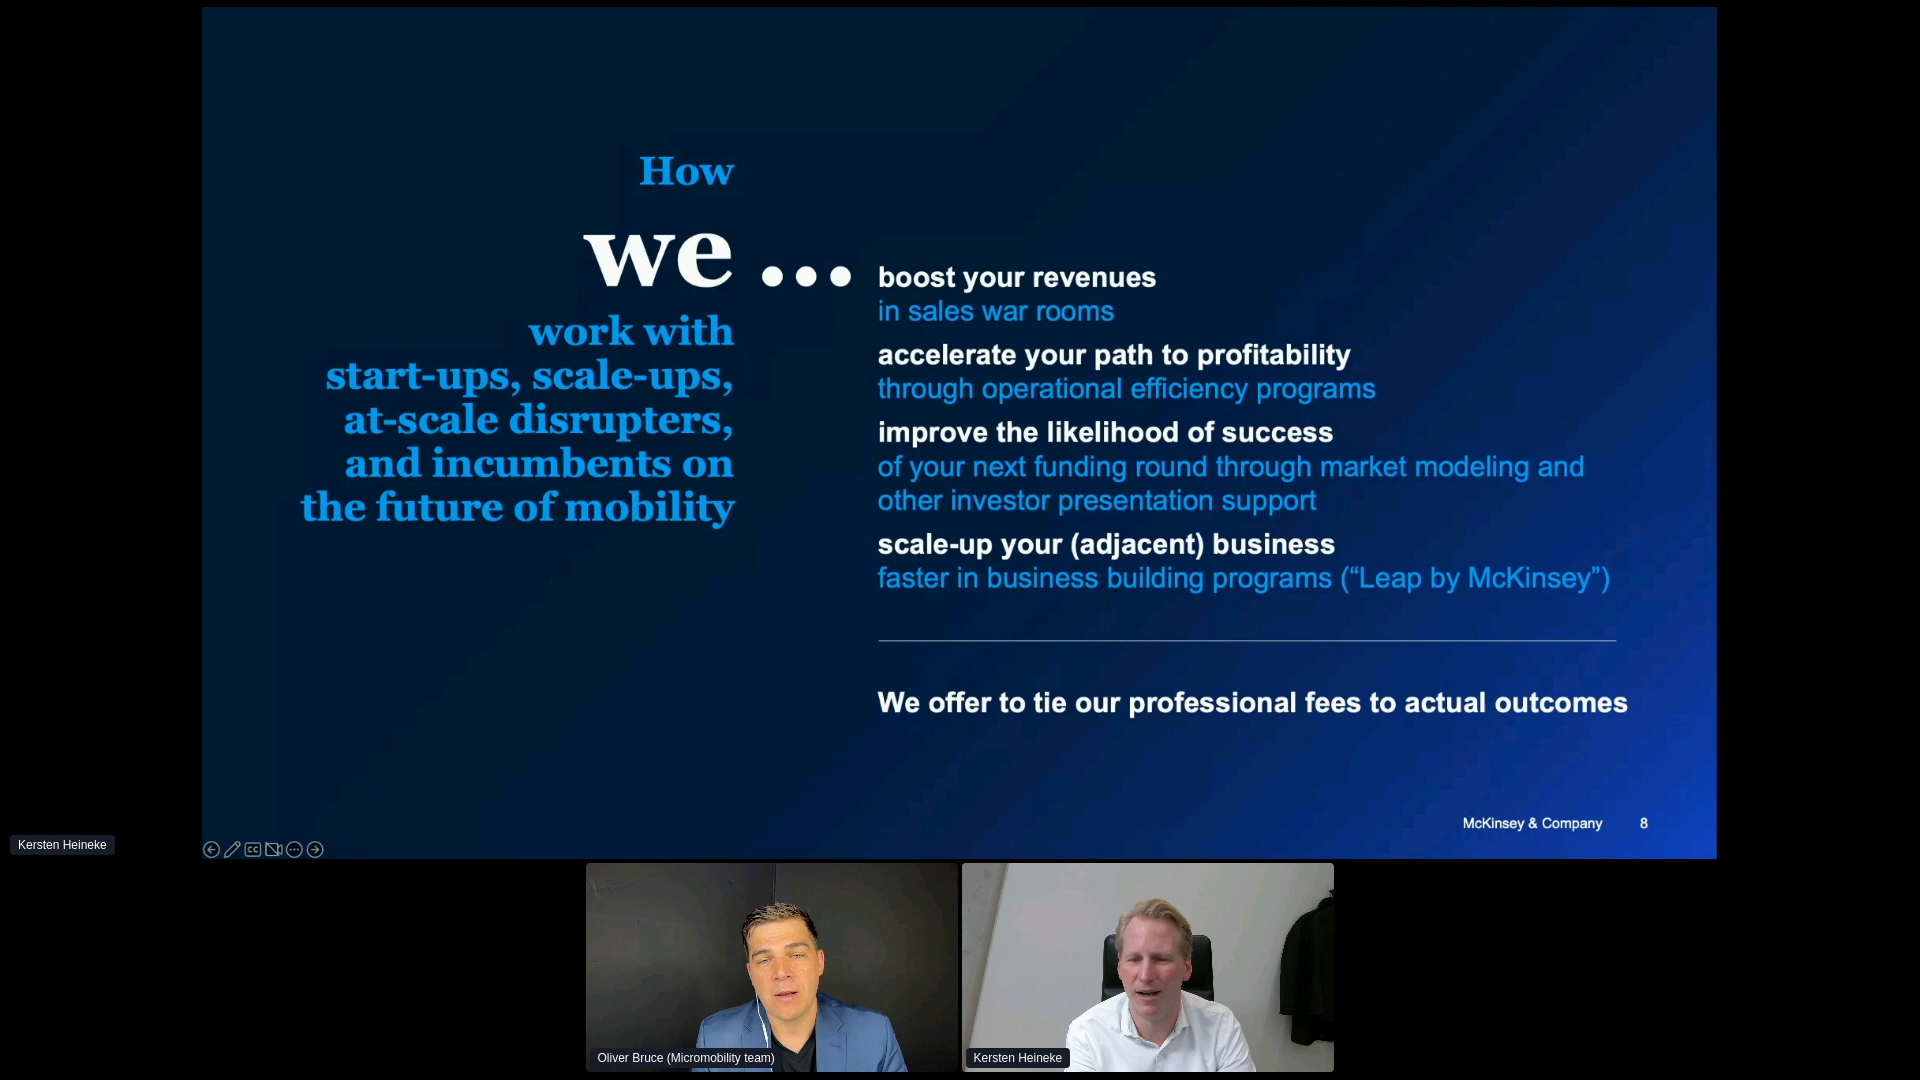 How
we ...
work with
start-ups, scale-ups,
at-scale disrupters,
and incumbents on
the future of mobility
boost your revenues
in sales war rooms
accelerate your path to profitability
through operational efficiency programs
improve the likelihood of success
of your next funding round through market modeling and
other investor presentation support
scale-up your (adjacent) business
faster in business building programs (“Leap by McKinsey”)
We offer to tie our professional fees to actual outcomes
McKinsey & Company 8
Kersten Heineke
CC
Oliver Bruce (Micromobility team)
Kersten Heineke